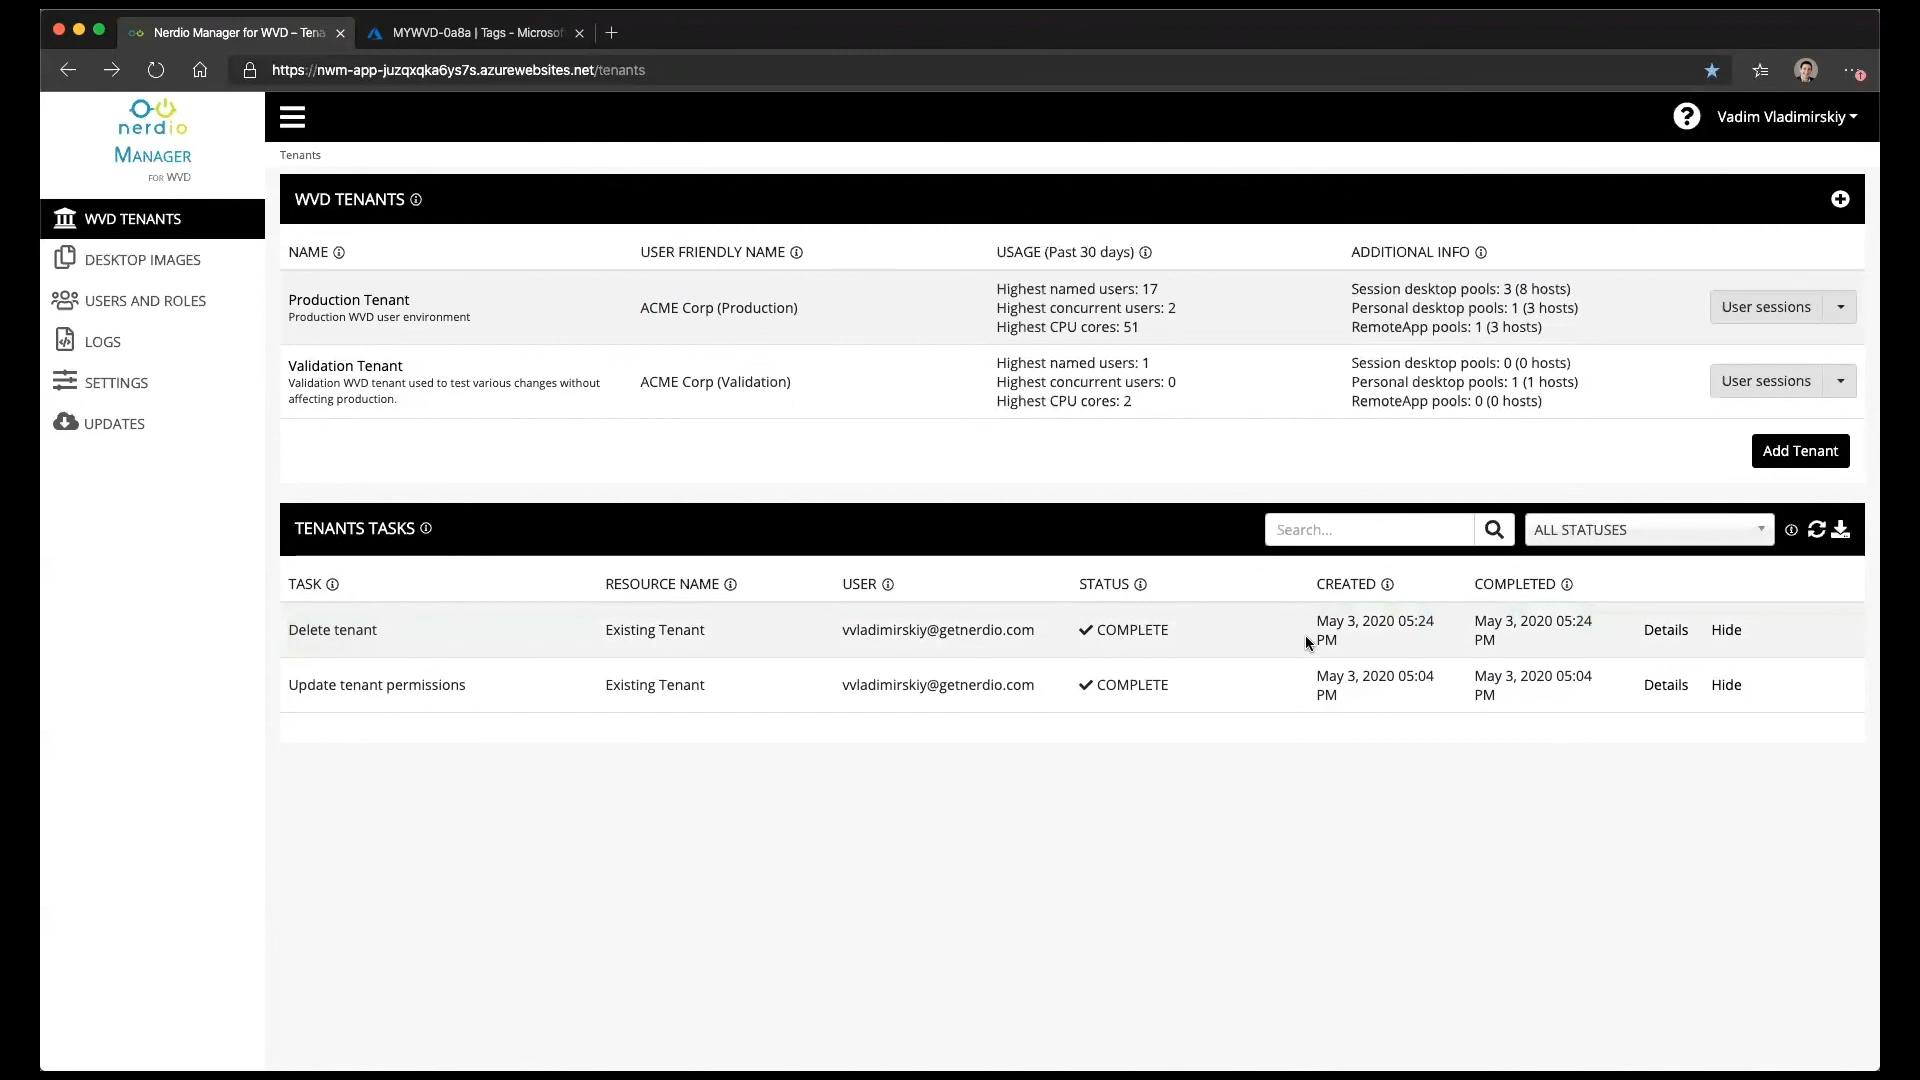 Nerdio Manager for WVD – Tena
MYWVD-0a8a | Tags - Microsof
https://nwm-app-juzqxqka6ys7s.azurewebsites.net/tenants
nerdio
MANAGER
FOR WVD
Vadim Vladimirskiy
WVD TENANTS
DESKTOP IMAGES
USERS AND ROLES
LOGS
SETTINGS
UPDATES
Tenants
WVD TENANTS
NAME USER FRIENDLY NAME USAGE (Past 30 days) ADDITIONAL INFO
Production Tenant
Production WVD user environment
ACME Corp (Production)
Highest named users: 17
Highest concurrent users: 2
Highest CPU cores: 51
Session desktop pools: 3 (8 hosts)
Personal desktop pools: 1 (3 hosts)
RemoteApp pools: 1 (3 hosts)
User sessions
Validation Tenant
Validation WVD tenant used to test various changes without
affecting production.
ACME Corp (Validation)
Highest named users: 1
Highest concurrent users: 0
Highest CPU cores: 2
Session desktop pools: 0 (0 hosts)
Personal desktop pools: 1 (1 hosts)
RemoteApp pools: 0 (0 hosts)
User sessions
Add Tenant
TENANTS TASKS
Search...
ALL STATUSES
TASK RESOURCE NAME USER STATUS CREATED COMPLETED
Delete tenant Existing Tenant vvladimirskiy@getnerdio.com COMPLETE
May 3, 2020 05:24
PM
May 3, 2020 05:24
PM
Details Hide
Update tenant permissions Existing Tenant vvladimirskiy@getnerdio.com COMPLETE
May 3, 2020 05:04
PM
May 3, 2020 05:04
PM
Details Hide